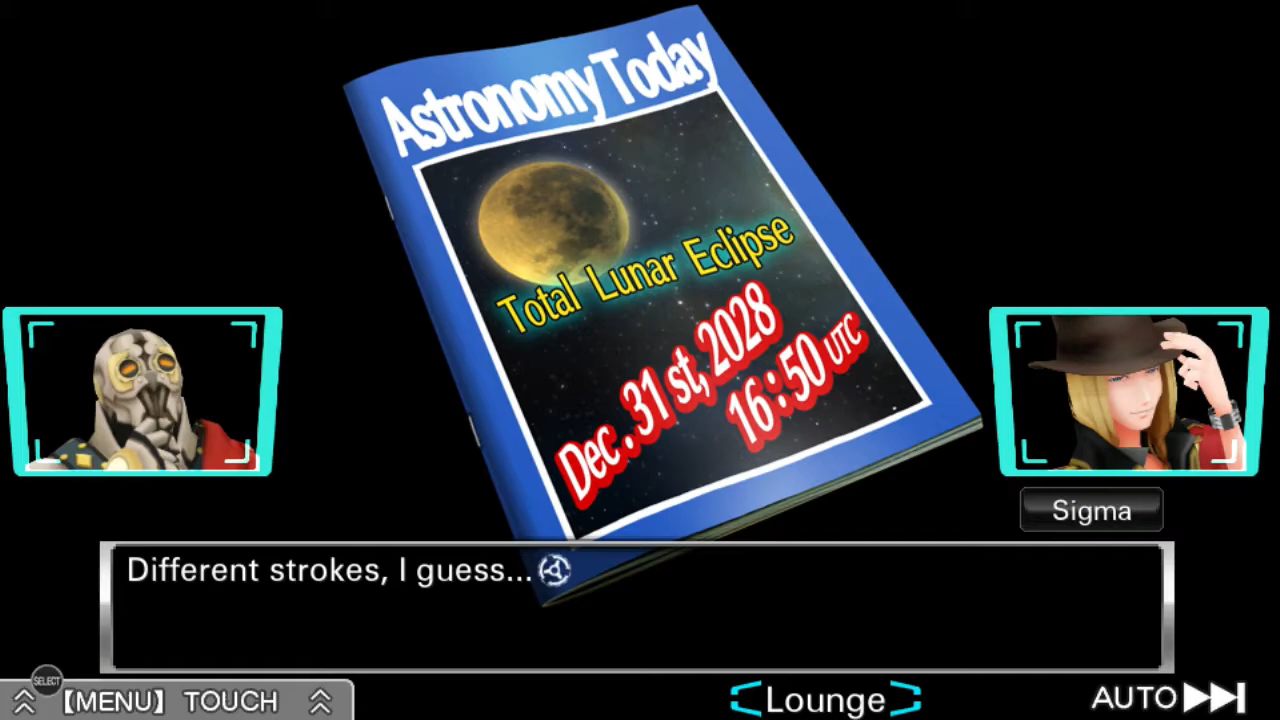 Astronomy Today
Total Lunar Eclipse
Dec. 31 st, 2028
16:50 UTC
Sigma
Different strokes, I guess...
SELECT
【MENU】 TOUCH
Lounge
AUTO